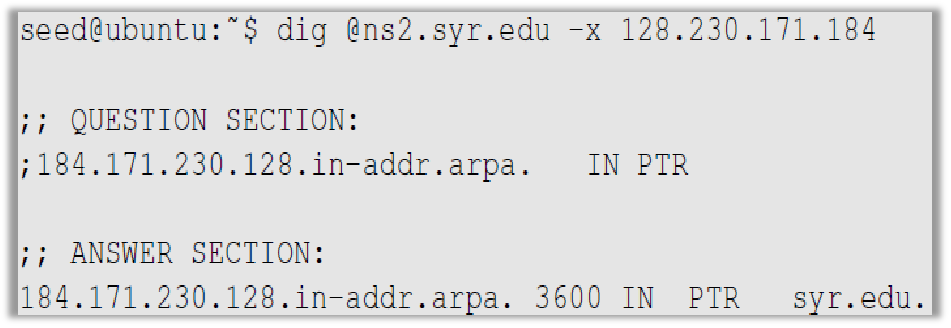 seed@ubuntu:~$ dig @ns2.syr.edu -x 128.230.171.184
;; QUESTION SECTION:
;184.171.230.128.in-addr.arpa. IN PTR
;; ANSWER SECTION:
184.171.230.128.in-addr.arpa. 3600 IN PTR syr.edu.